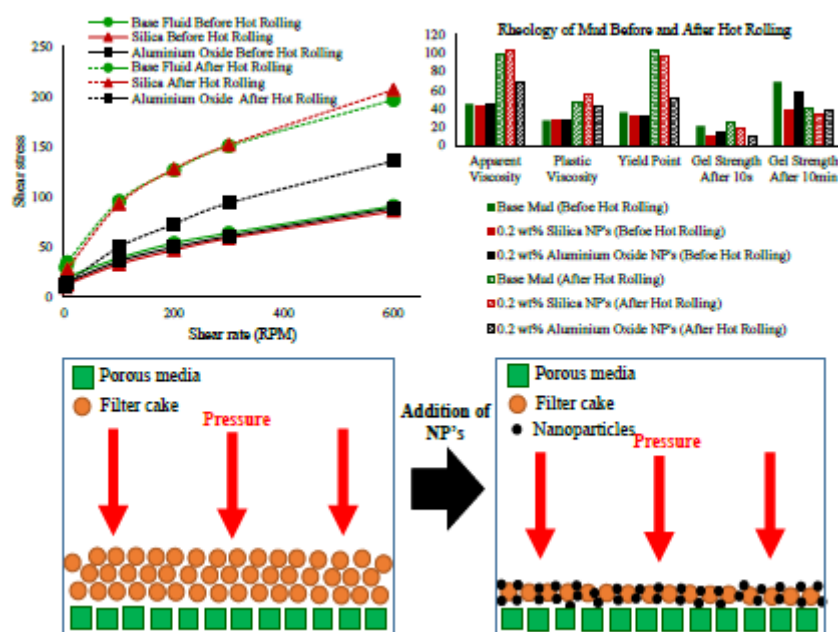 Base Fluid Before Hot Rolling
Silica Before Hot Rolling
Aluminium Oxide Before Hot Rolling
Base Fluid After Hot Rolling
Silica After Hot Rolling
Aluminium Oxide After Hot Rolling
250
200
150
100
50
0
Shear stress
0
200
400
600
Shear rate (RPM)
Rheology of Mud Before and After Hot Rolling
120
100
80
60
40
20
0
Apparent
Viscosity
Plastic
Viscosity
Yield Point
Gel Strength
After 10s
Gel Strength
After 10min
Base Mud (Befoe Hot Rolling)
0.2 wt% Slilica NP's (Befoe Hot Rolling)
0.2 wt% Aluminium Oxide NP's (Befoe Hot Rolling)
Base Mud (After Hot Rolling)
0.2 wt% Slilica NP's (After Hot Rolling)
0.2 wt% Aluminium Oxide NP's (After Hot Rolling)
Porous media
Filter cake
Pressure
Addition of
NP's
Porous media
Filter cake
Nanoparticles
Pressure